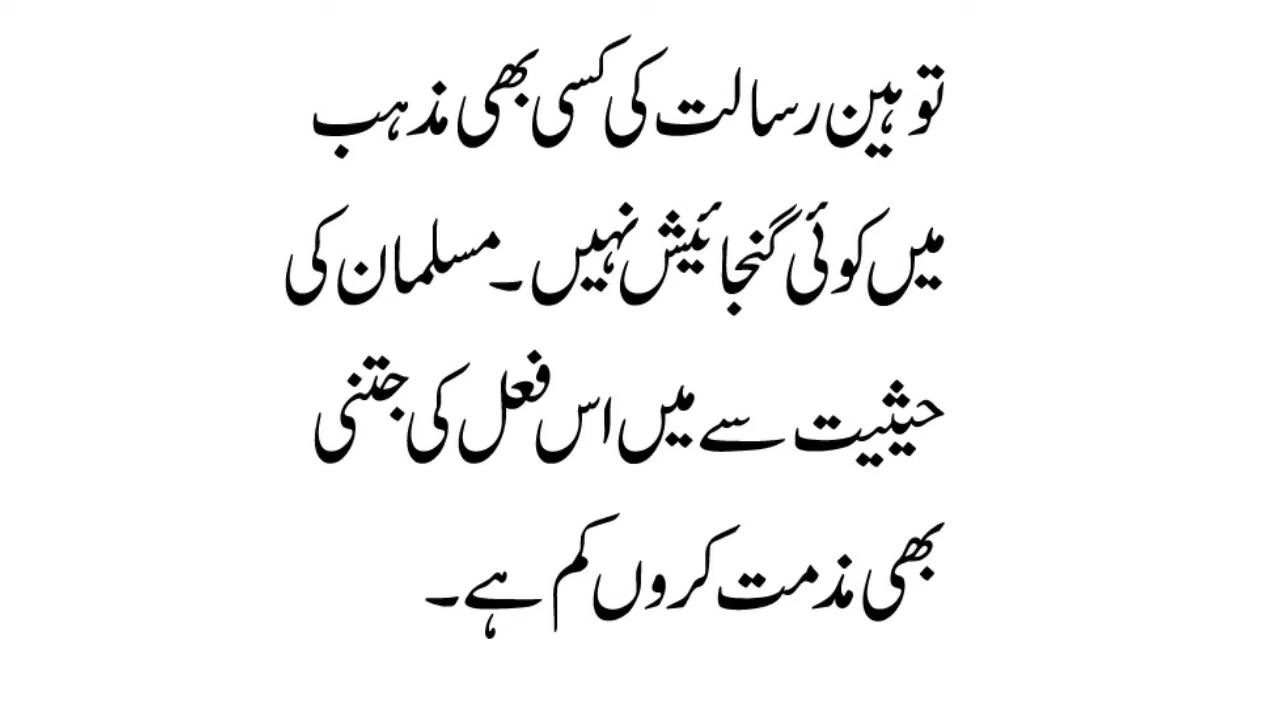 توہین رسالت کی کسی بھی مذہب
میں کوئی گنجائیش نہیں۔ مسلمان کی
حیثیت سے میں اس فعل کی جتنی
بھی مذمت کروں کم ہے۔